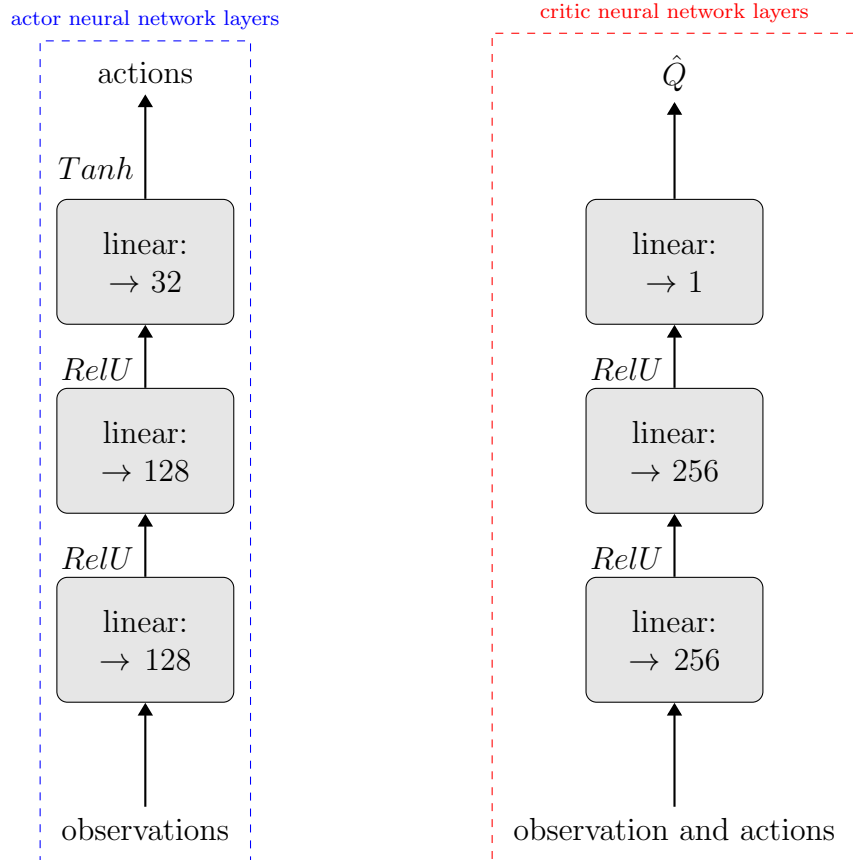 actor neural network layers
actions
Tanh
linear:
→ 32
RelU
linear:
→ 128
RelU
linear:
→ 128
observations
critic neural network layers
Q̂
linear:
→ 1
RelU
linear:
→ 256
RelU
linear:
→ 256
observation and actions